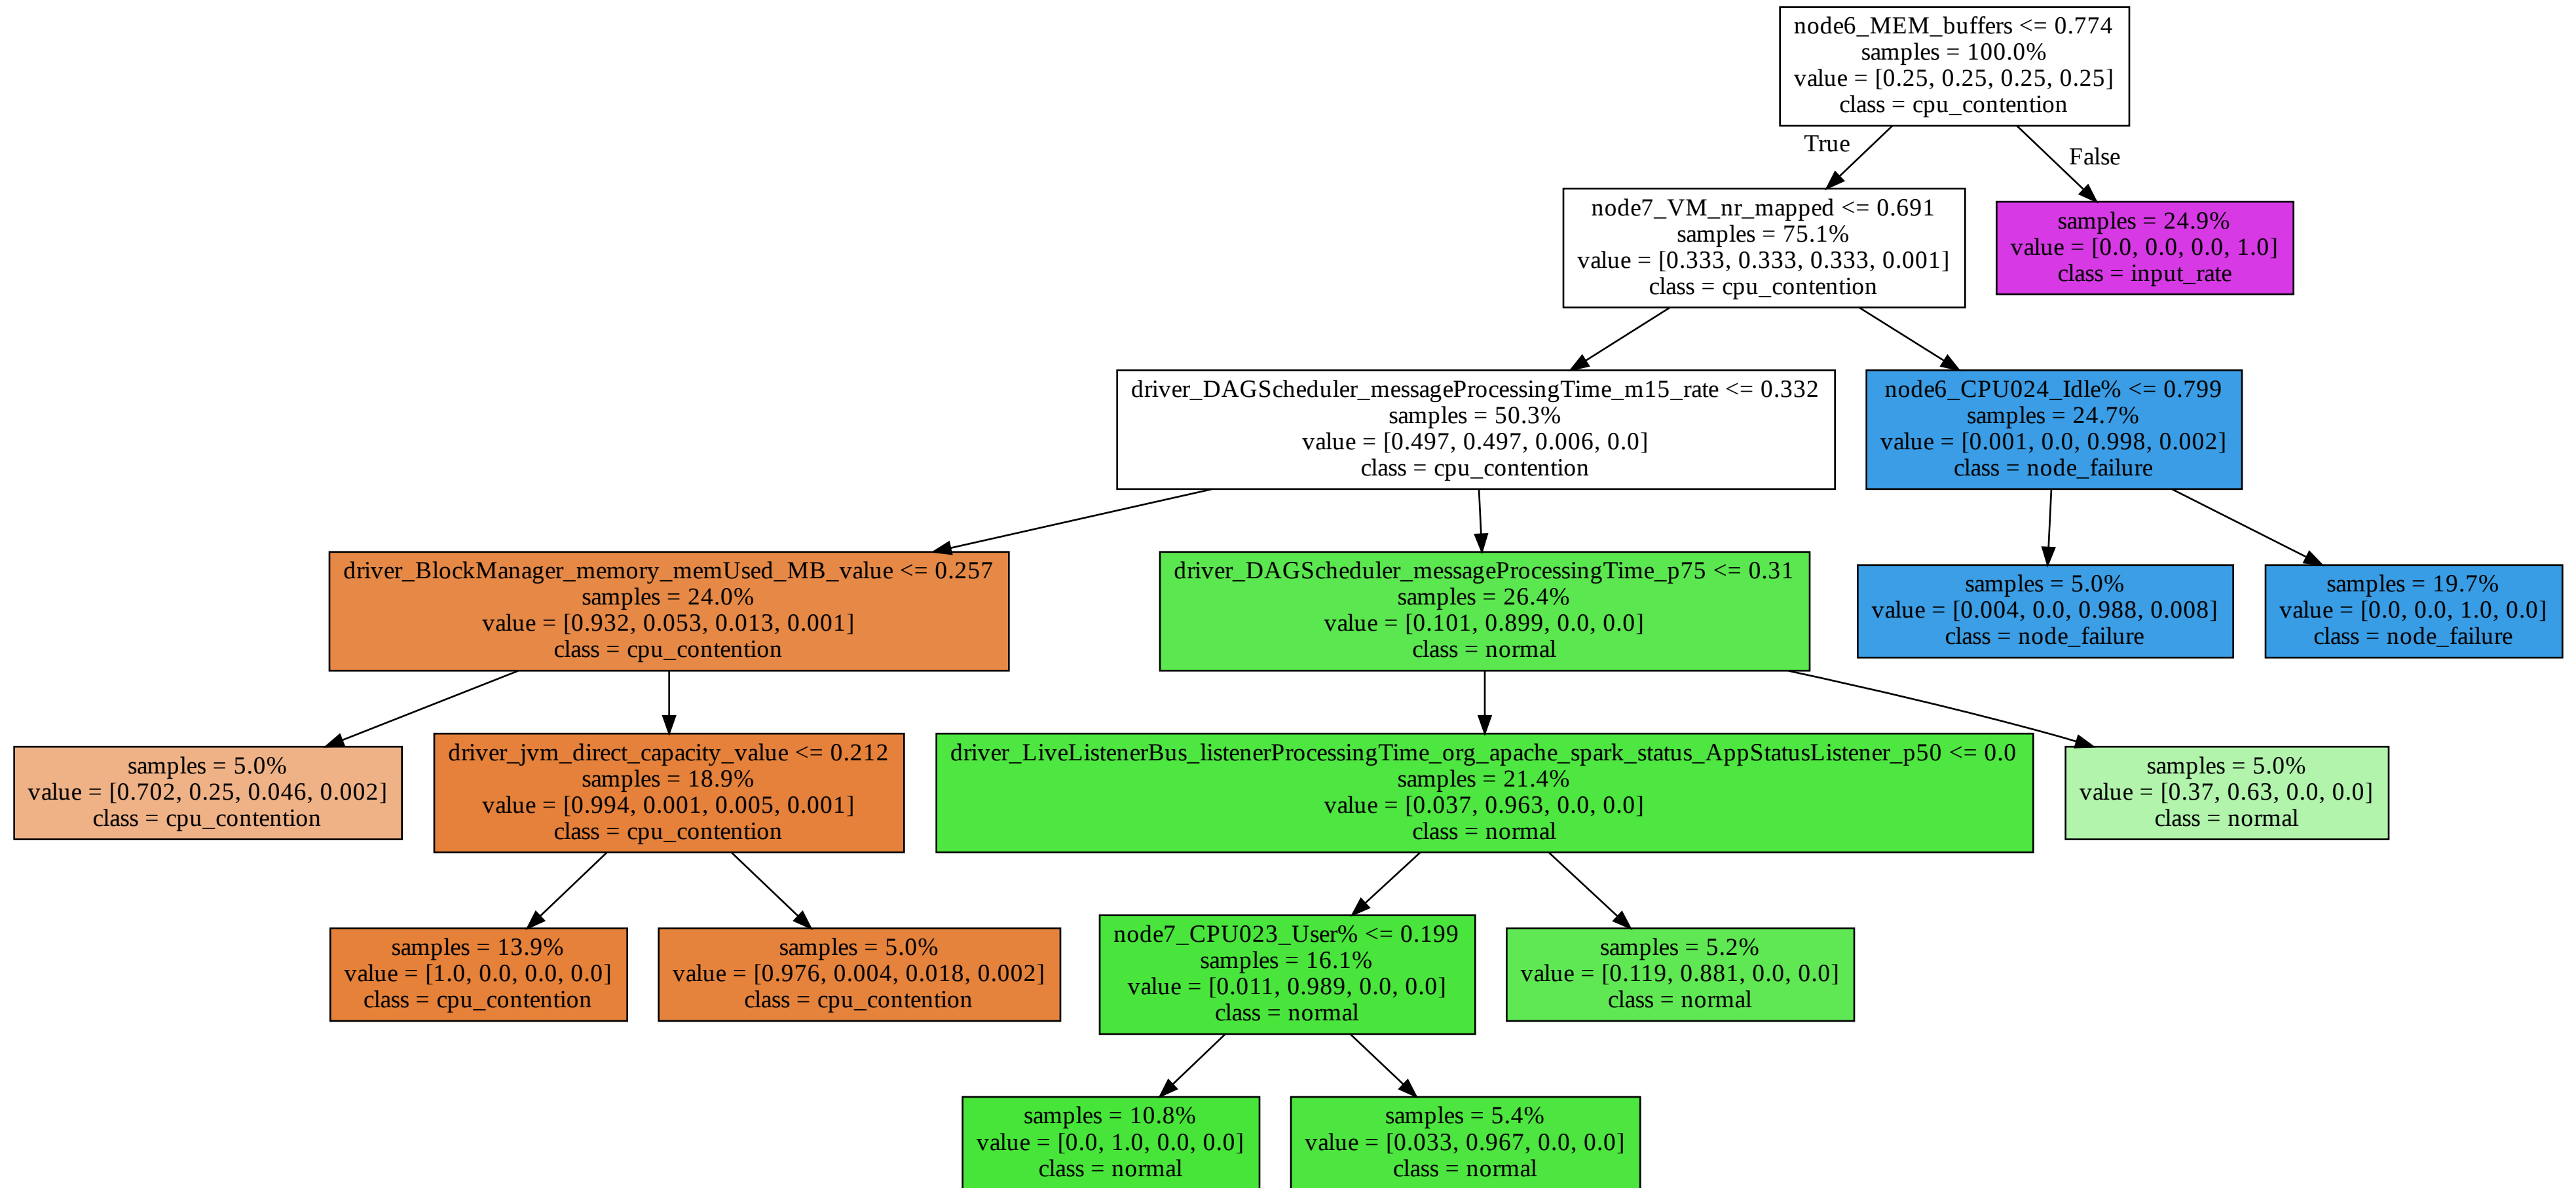 node6_MEM_buffers <= 0.774
samples = 100.0%
value = [0.25, 0.25, 0.25, 0.25]
class = cpu_contention
True
False
node7_VM_nr_mapped <= 0.691
samples = 75.1%
value = [0.333, 0.333, 0.333, 0.001]
class = cpu_contention
samples = 24.9%
value = [0.0, 0.0, 0.0, 1.0]
class = input_rate
driver_DAGScheduler_messageProcessingTime_m15_rate <= 0.332
samples = 50.3%
value = [0.497, 0.497, 0.006, 0.0]
class = cpu_contention
node6_CPU024_Idle% <= 0.799
samples = 24.7%
value = [0.001, 0.0, 0.998, 0.002]
class = node_failure
driver_BlockManager_memory_memUsed_MB_value <= 0.257
samples = 24.0%
value = [0.932, 0.053, 0.013, 0.001]
class = cpu_contention
driver_DAGScheduler_messageProcessingTime_p75 <= 0.31
samples = 26.4%
value = [0.101, 0.899, 0.0, 0.0]
class = normal
samples = 5.0%
value = [0.004, 0.0, 0.988, 0.008]
class = node_failure
samples = 19.7%
value = [0.0, 0.0, 1.0, 0.0]
class = node_failure
samples = 5.0%
value = [0.702, 0.25, 0.046, 0.002]
class = cpu_contention
driver_jvm_direct_capacity_value <= 0.212
samples = 18.9%
value = [0.994, 0.001, 0.005, 0.001]
class = cpu_contention
driver_LiveListenerBus_listenerProcessingTime_org_apache_spark_status_AppStatusListener_p50 <= 0.0
samples = 21.4%
value = [0.037, 0.963, 0.0, 0.0]
class = normal
samples = 5.0%
value = [0.37, 0.63, 0.0, 0.0]
class = normal
samples = 13.9%
value = [1.0, 0.0, 0.0, 0.0]
class = cpu_contention
samples = 5.0%
value = [0.976, 0.004, 0.018, 0.002]
class = cpu_contention
node7_CPU023_User% <= 0.199
samples = 16.1%
value = [0.011, 0.989, 0.0, 0.0]
class = normal
samples = 5.2%
value = [0.119, 0.881, 0.0, 0.0]
class = normal
samples = 10.8%
value = [0.0, 1.0, 0.0, 0.0]
class = normal
samples = 5.4%
value = [0.033, 0.967, 0.0, 0.0]
class = normal